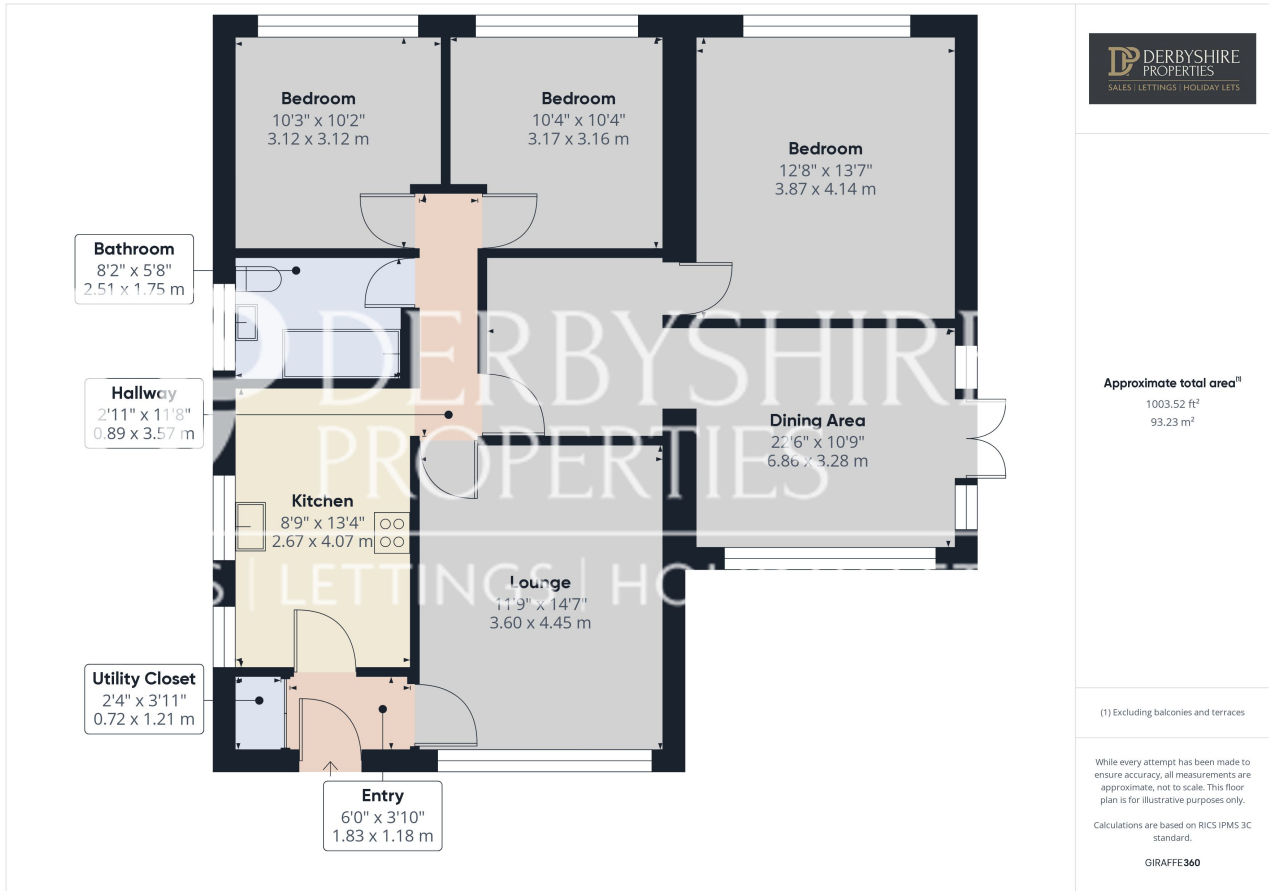 Bedroom
10'3" x 10'2"
3.12 x 3.12 m
Bedroom
10'4" x 10'4"
3.17 x 3.16 m
Bedroom
12'8" x 13'7"
3.87 x 4.14 m
Bathroom
8'2" x 5'8"
2.51 x 1.75 m
Hallway
2'11" x 11'8"
0.89 x 3.57 m
Dining Area
22'6" x 10'9"
6.86 x 3.28 m
Kitchen
8'9" x 13'4"
2.67 x 4.07 m
Lounge
11'9" x 14'7"
3.60 x 4.45 m
Utility Closet
2'4" x 3'11"
0.72 x 1.21 m
Entry
6'0" x 3'10"
1.83 x 1.18 m
DERBYSHIRE
PROPERTIES
S | LETTINGS | HO
DERBYSHIRE
PROPERTIES
SALES | LETTINGS | HOLIDAY LETS
Approximate total area(1)
1003.52 ft²
93.23 m²
(1) Excluding balconies and terraces
While every attempt has been made to
ensure accuracy, all measurements are
approximate, not to scale. This floor
plan is for illustrative purposes only.
Calculations are based on RICS IPMS 3C
standard.
GIRAFFE360